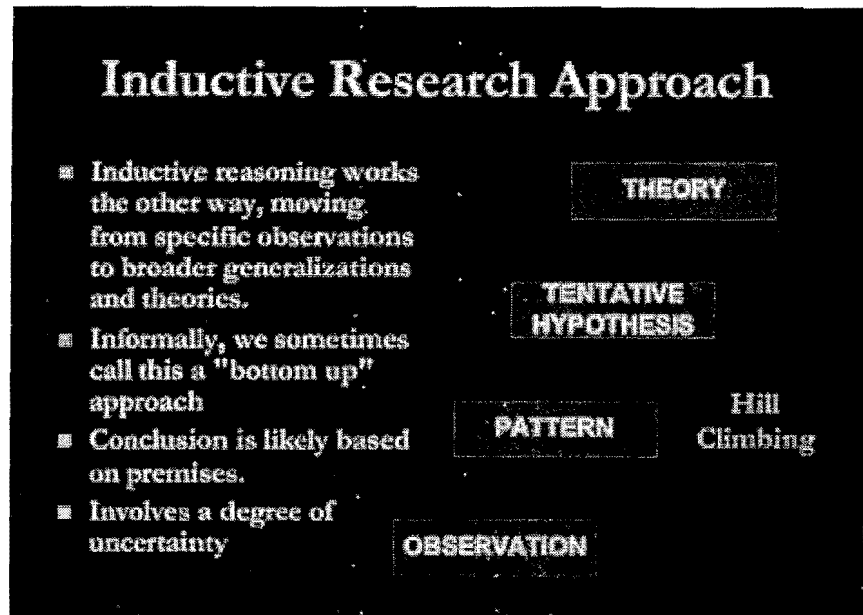 Inductive Research Approach
■ Inductive reasoning works
the other way, moving
from specific observations
to broader generalizations
and theories.
■ Informally, we sometimes
call this a "bottom up"
approach
■ Conclusion is likely based
on premises.
■ Involves a degree of
uncertainty
THEORY
TENTATIVE
HYPOTHESIS
PATTERN
Hill
Climbing
OBSERVATION